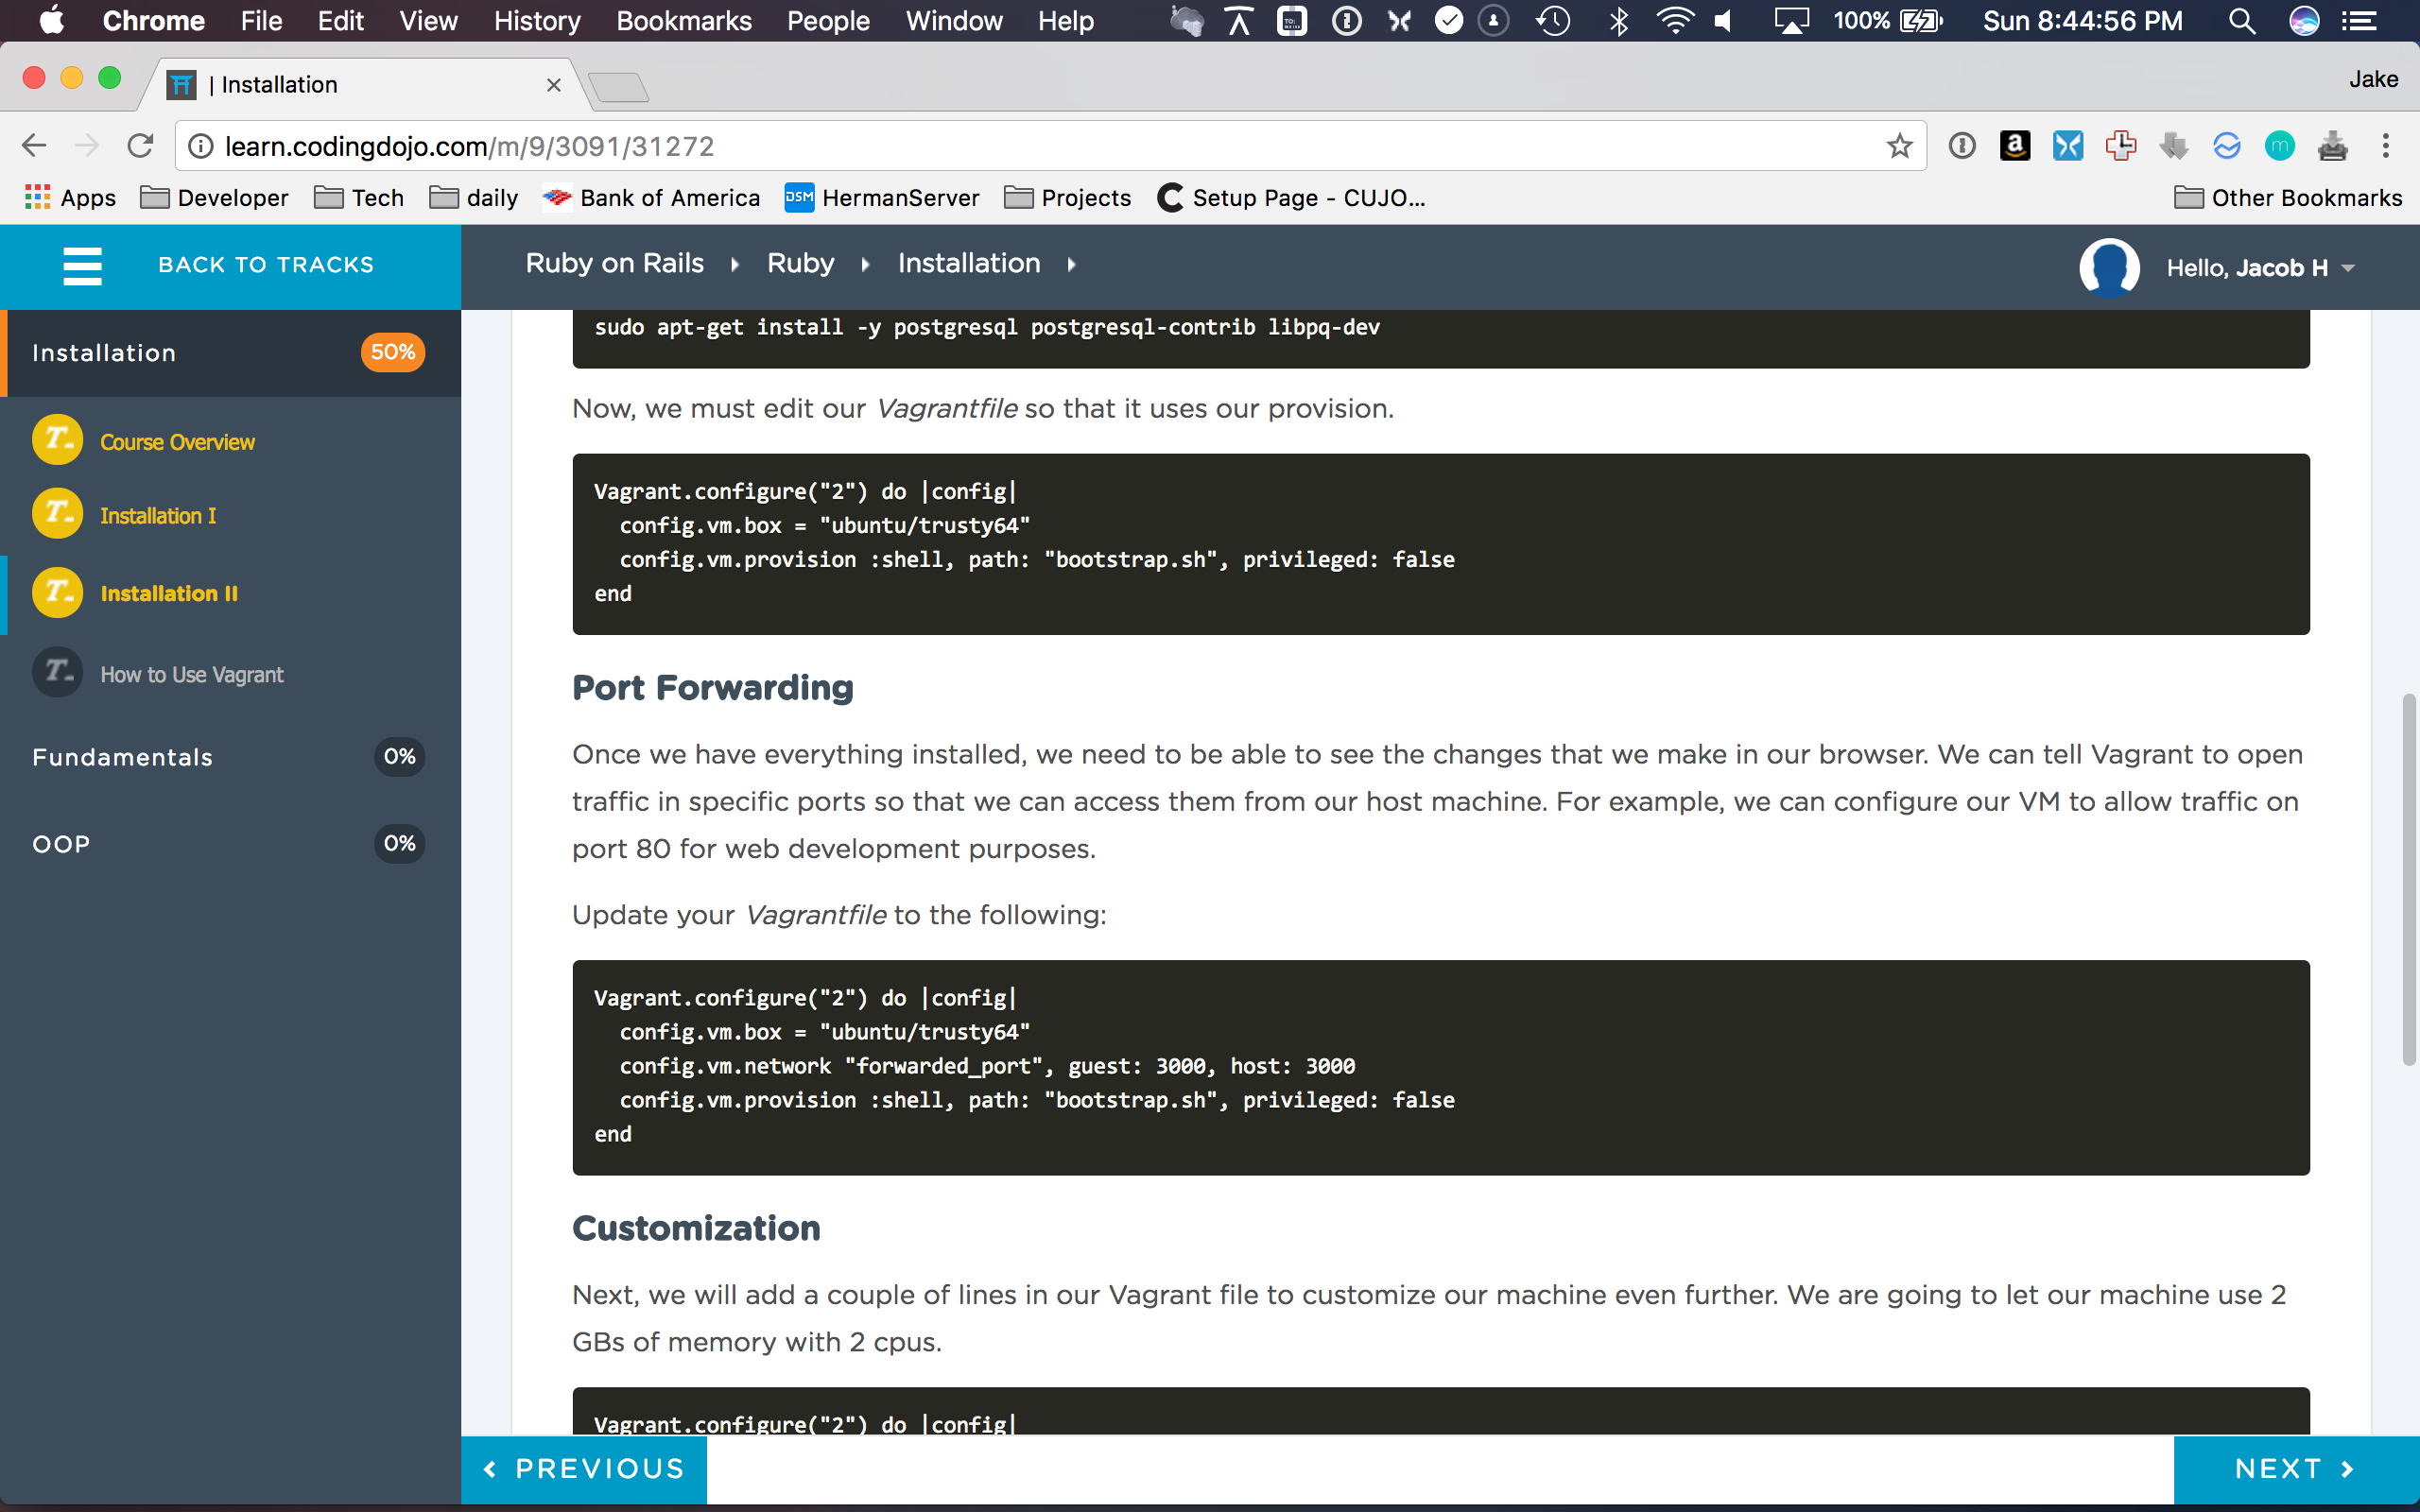 Chrome File Edit View History Bookmarks People Window Help 100% Sun 8:44:56 PM
| Installation
Jake
learn.codingdojo.com/m/9/3091/31272
Apps Developer Tech daily Bank of America DSM HermanServer Projects Setup Page - CUJO... Other Bookmarks
BACK TO TRACKS
Ruby on Rails Ruby Installation
Hello, Jacob H
Installation 50%
Course Overview
Installation I
Installation II
How to Use Vagrant
Fundamentals 0%
OOP 0%
sudo apt-get install -y postgresql postgresql-contrib libpq-dev
Now, we must edit our Vagrantfile so that it uses our provision.
Vagrant.configure("2") do |config|
config.vm.box = "ubuntu/trusty64"
config.vm.provision :shell, path: "bootstrap.sh", privileged: false
end
Port Forwarding
Once we have everything installed, we need to be able to see the changes that we make in our browser. We can tell Vagrant to open
traffic in specific ports so that we can access them from our host machine. For example, we can configure our VM to allow traffic on
port 80 for web development purposes.
Update your Vagrantfile to the following:
Vagrant.configure("2") do |config|
config.vm.box = "ubuntu/trusty64"
config.vm.network "forwarded_port", guest: 3000, host: 3000
config.vm.provision :shell, path: "bootstrap.sh", privileged: false
end
Customization
Next, we will add a couple of lines in our Vagrant file to customize our machine even further. We are going to let our machine use 2
GBs of memory with 2 cpus.
Vagrant.configure("2") do |config|
PREVIOUS
NEXT